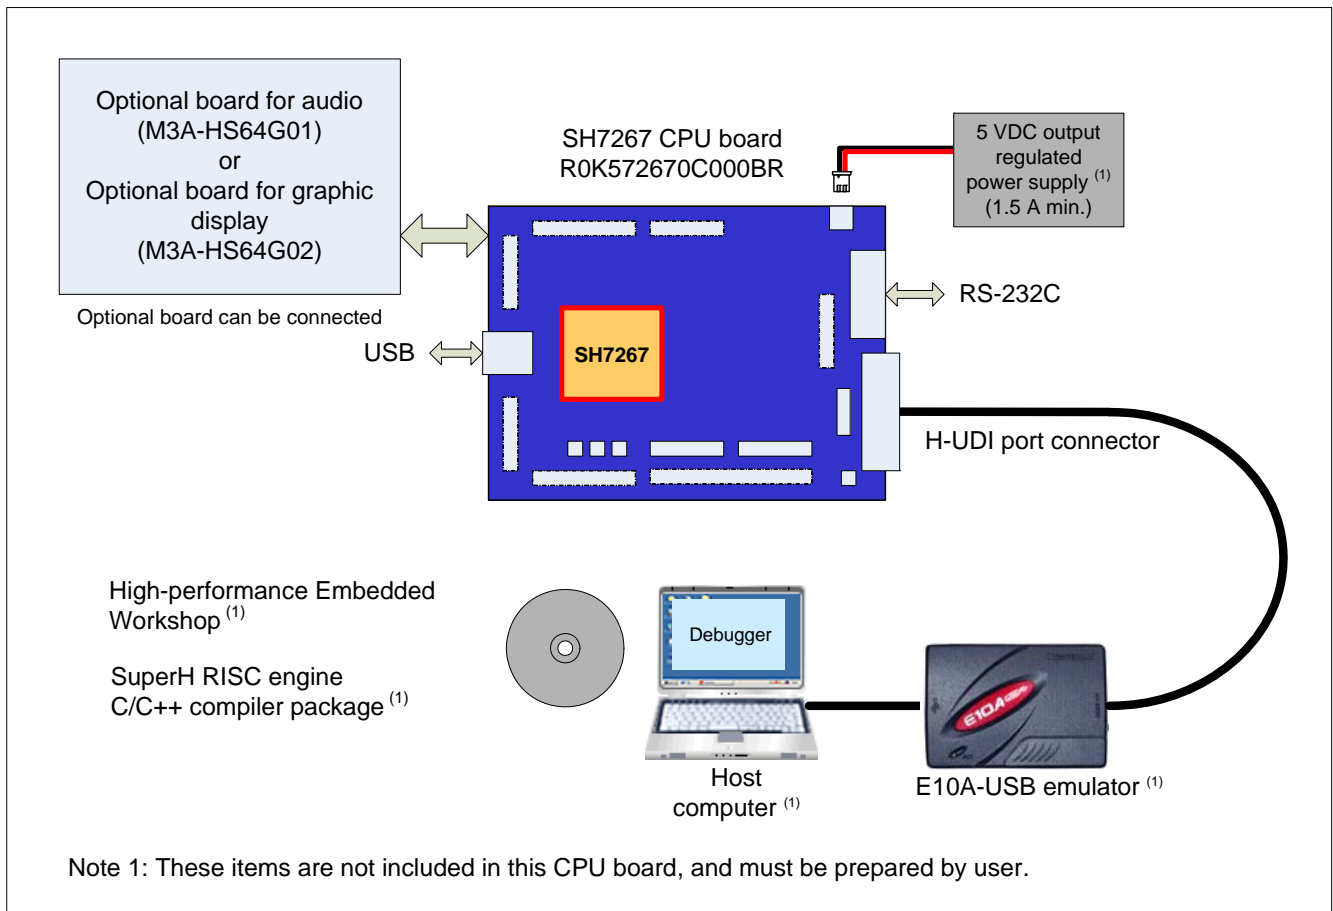 Optional board for audio
(M3A-HS64G01)
or
Optional board for graphic
display
(M3A-HS64G02)
Optional board can be connected
SH7267 CPU board
R0K572670C000BR
5 VDC output
regulated
power supply (1)
(1.5 A min.)
RS-232C
USB
SH7267
H-UDI port connector
High-performance Embedded
Workshop (1)
SuperH RISC engine
C/C++ compiler package (1)
Debugger
Host
computer (1)
E10A
E10A-USB emulator (1)
Note 1: These items are not included in this CPU board, and must be prepared by user.